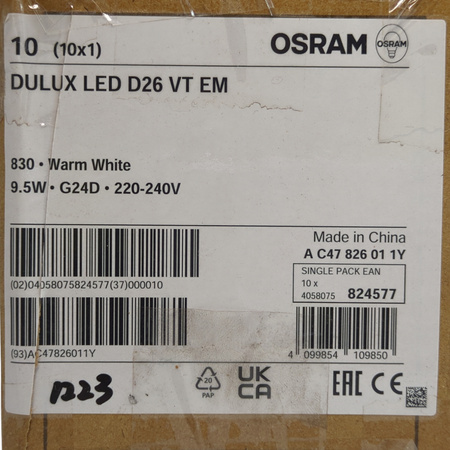 10 (10x1)
OSRAM
OSRAM
DULUX LED D26 VT EM
830 • Warm White
9.5W • G24D • 220-240V
Made in China
A C47 826 01 1Y
SINGLE PACK EAN
10 x
4058075 824577
(02)04058075824577(37)000010
(93)AC47826011Y
4 099854 109850
1223
20
PAP
UK
CA
EAC CE